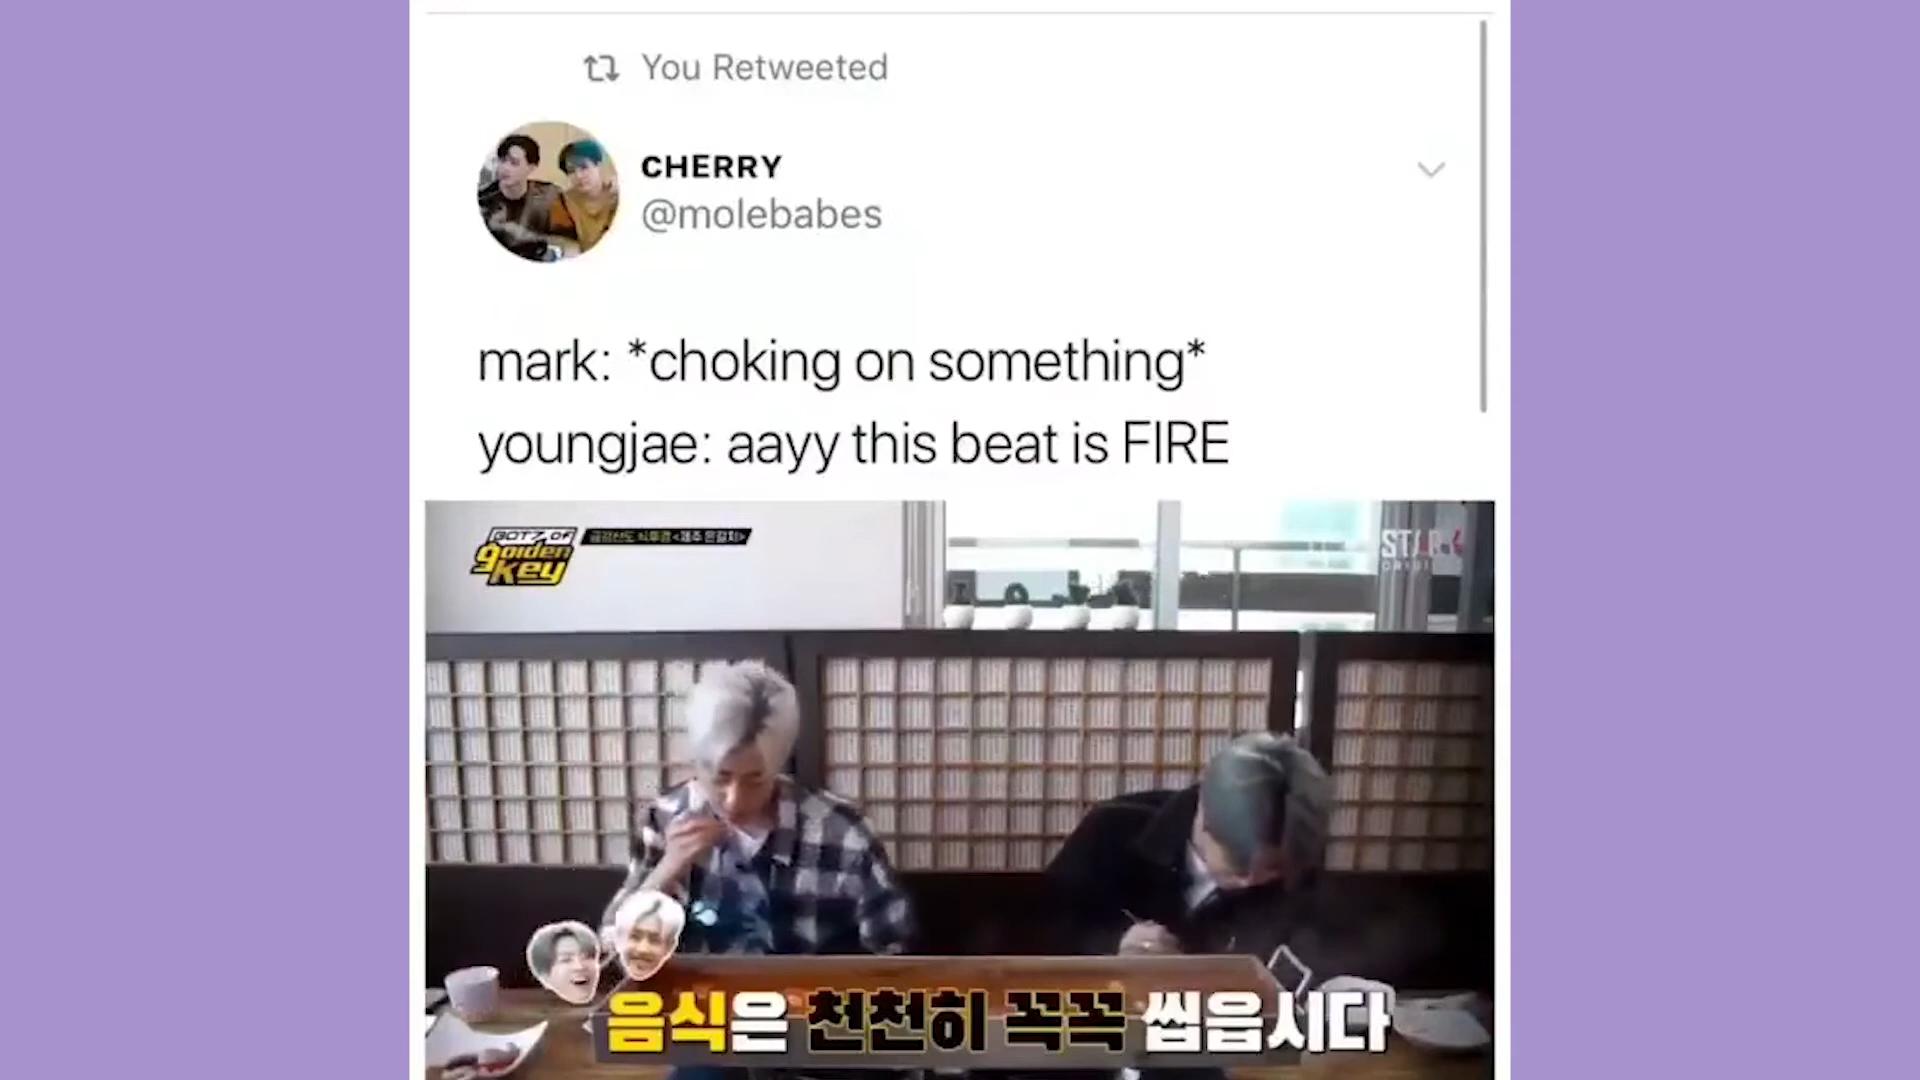 You Retweeted
CHERRY
@molebabes
mark: *choking on something*
youngjae: aayy this beat is FIRE
GOT7 of
golden
key
음식은 천천히 꼭꼭 씹읍시다